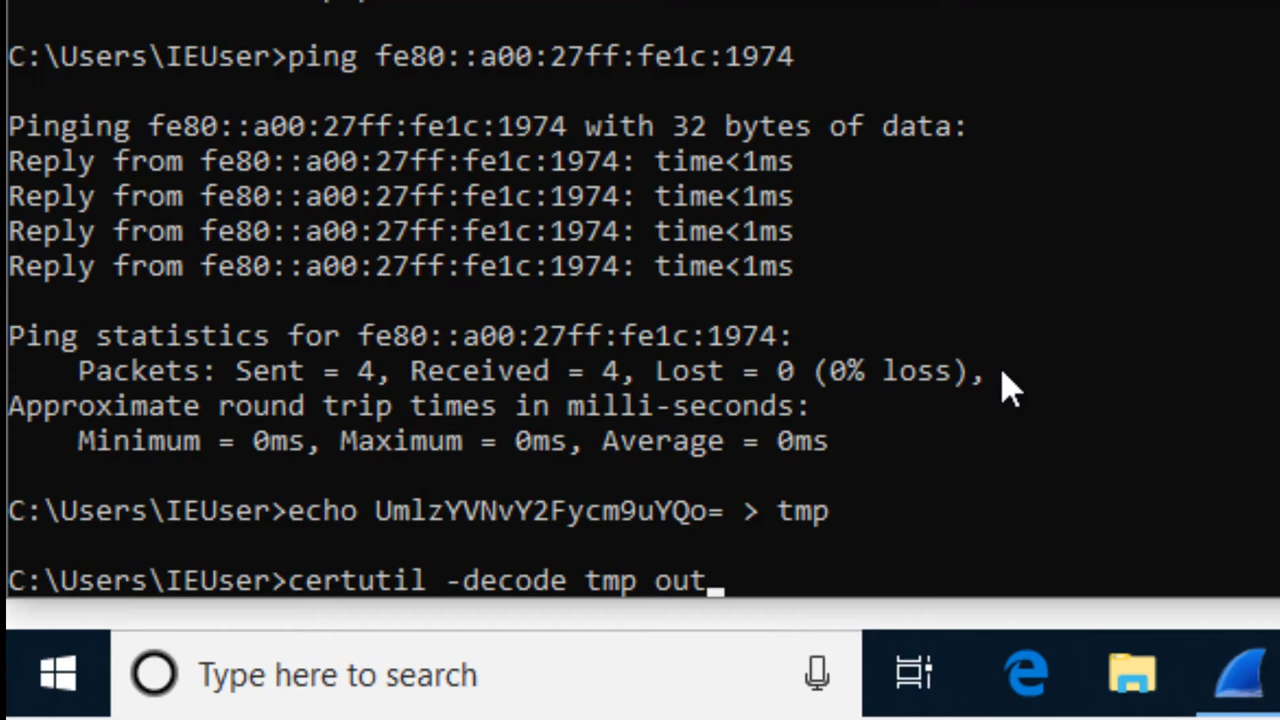 C:\Users\IEUser>ping fe80::a00:27ff:fe1c:1974
Pinging fe80::a00:27ff:fe1c:1974 with 32 bytes of data:
Reply from fe80::a00:27ff:fe1c:1974: time<1ms
Reply from fe80::a00:27ff:fe1c:1974: time<1ms
Reply from fe80::a00:27ff:fe1c:1974: time<1ms
Reply from fe80::a00:27ff:fe1c:1974: time<1ms
Ping statistics for fe80::a00:27ff:fe1c:1974:
    Packets: Sent = 4, Received = 4, Lost = 0 (0% loss),
Approximate round trip times in milli-seconds:
    Minimum = 0ms, Maximum = 0ms, Average = 0ms
C:\Users\IEUser>echo UmlzYVNvY2Fycm9uYQo= > tmp
C:\Users\IEUser>certutil -decode tmp out
Type here to search